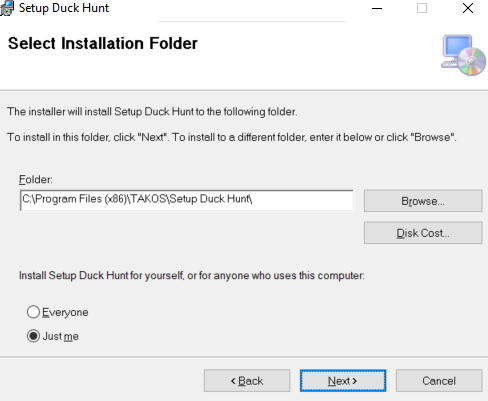 Setup Duck Hunt
Select Installation Folder
The installer will install Setup Duck Hunt to the following folder.
To install in this folder, click "Next". To install to a different folder, enter it below or click "Browse".
Folder:
C:\Program Files (x86)\TAKOS\Setup Duck Hunt\
Browse...
Disk Cost...
Install Setup Duck Hunt for yourself, or for anyone who uses this computer:
Everyone
Just me
< Back
Next >
Cancel